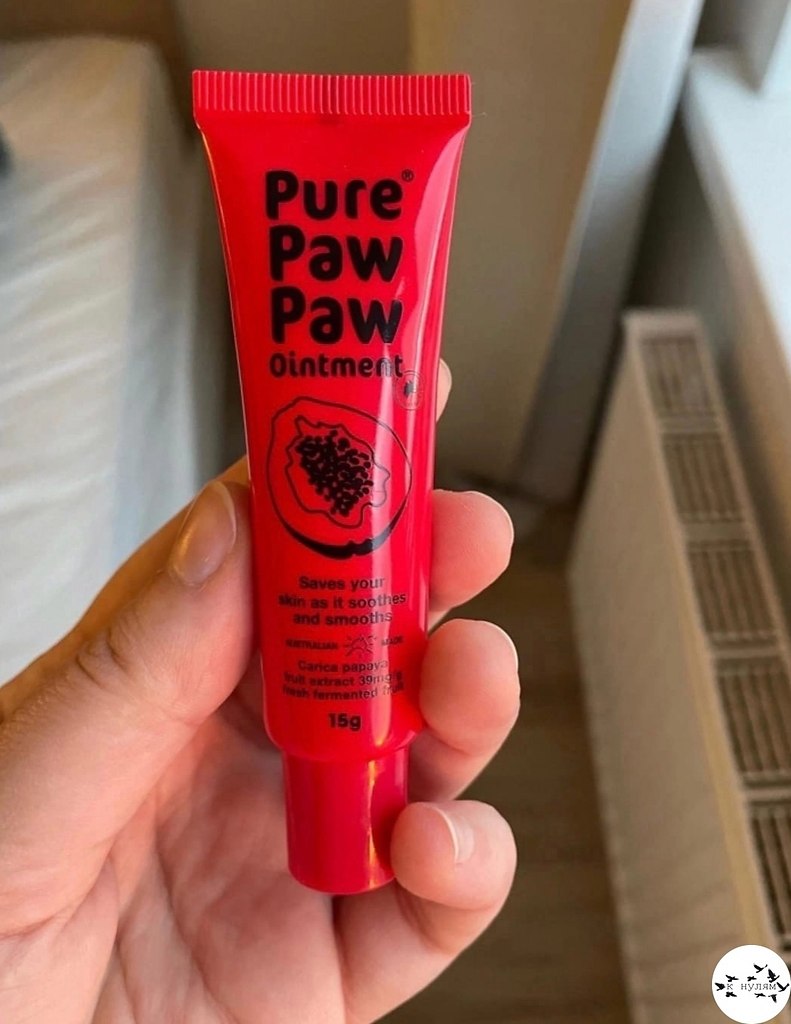 Pure®
Paw
Paw
Ointment
Saves your
skin as it soothes
and smooths
AUSTRALIAN MADE
Carica papaya
fruit extract 39mg/g
fresh fermented fruit
15g
К НУЛЯМ